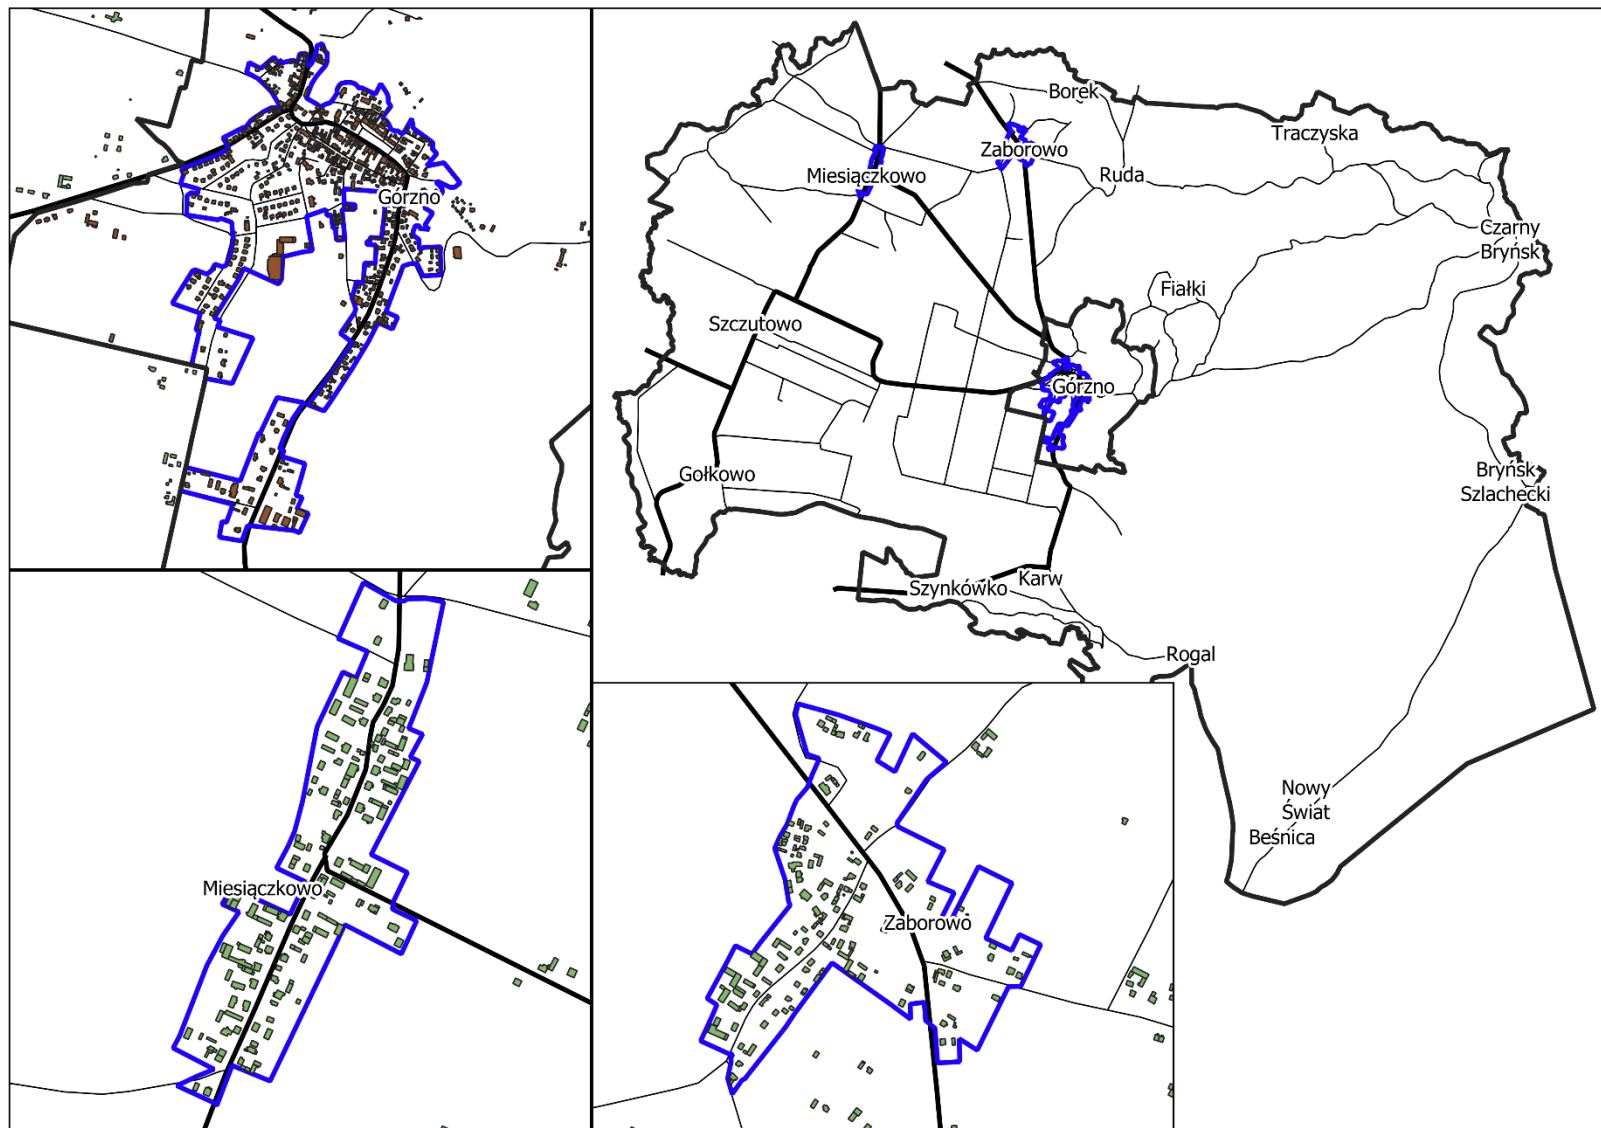 Górzno
Borek
Traczyska
Zaborowo
Miesiączkowo
Ruda
Czarny
Bryńsk
Fiałki
Szczutowo
Górzno
Gołkowo
Bryńsk
Szlachecki
Szynkówko
Karw
Rogal
Nowy
Świat
Beśnica
Miesiączkowo
Zaborowo